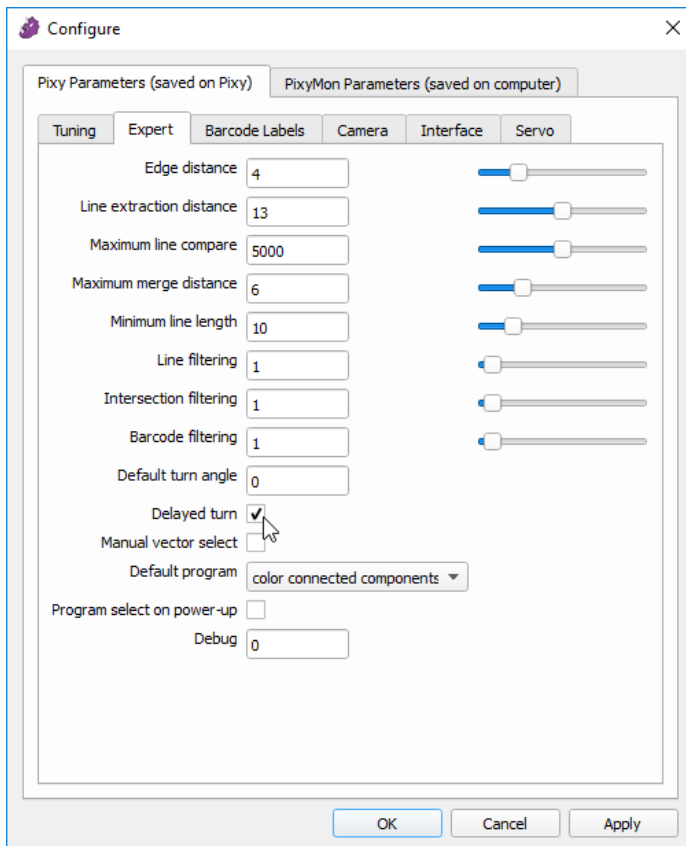 Configure
Pixy Parameters (saved on Pixy) PixyMon Parameters (saved on computer)
Tuning Expert Barcode Labels Camera Interface Servo
Edge distance 4
Line extraction distance 13
Maximum line compare 5000
Maximum merge distance 6
Minimum line length 10
Line filtering 1
Intersection filtering 1
Barcode filtering 1
Default turn angle 0
Delayed turn
Manual vector select
Default program color connected components
Program select on power-up
Debug 0
OK Cancel Apply